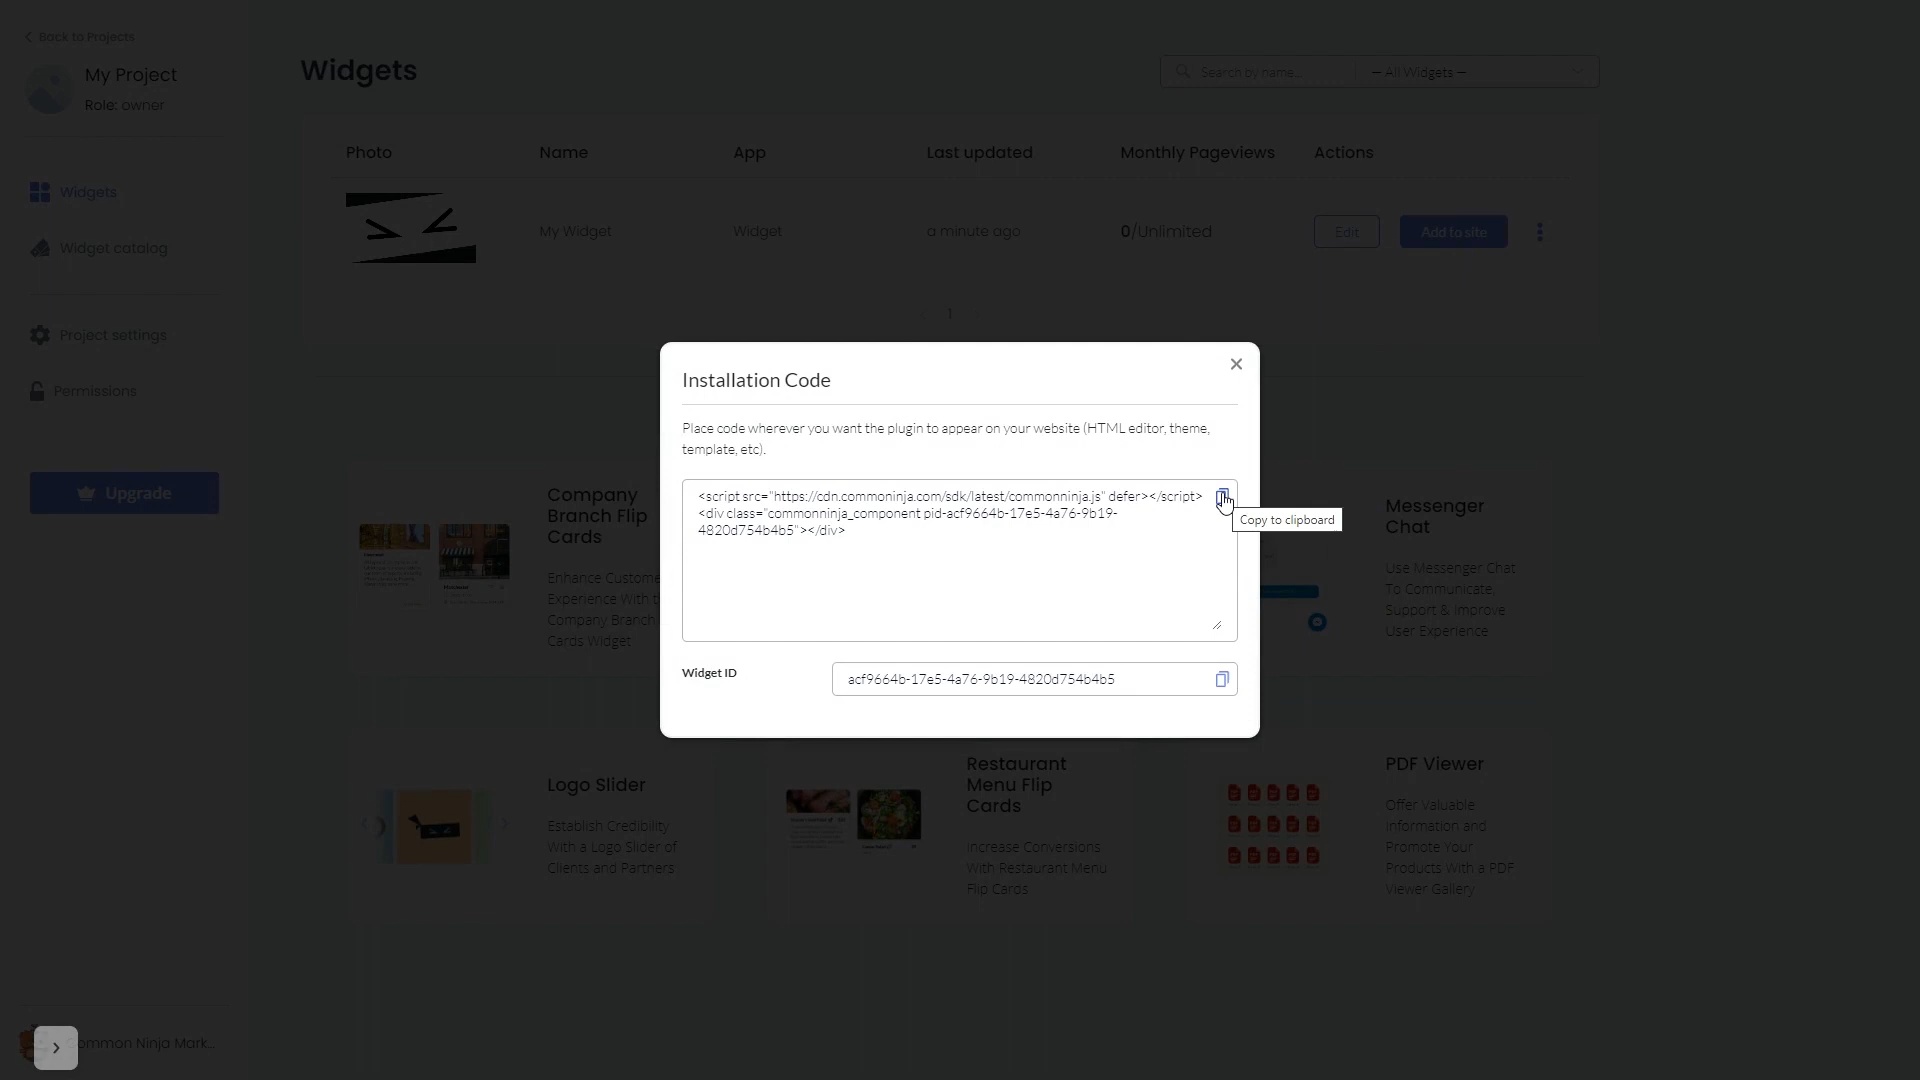 Back to Projects
My Project
Role: owner
Widgets
Widget catalog
Project settings
Permissions
Upgrade
Common Ninja Mark...
Widgets
Search by name...
— All Widgets —
Photo
Name
App
Last updated
Monthly Pageviews
Actions
My Widget
Widget
a minute ago
0/Unlimited
Edit
Add to site
1
Installation Code
Place code wherever you want the plugin to appear on your website (HTML editor, theme,
template, etc).
<script src="https://cdn.commoninja.com/sdk/latest/commonninja.js" defer></script>
<div class="commonninja_component pid-acf9664b-17e5-4a76-9b19-
4820d754b4b5"></div>
Copy to clipboard
Widget ID
acf9664b-17e5-4a76-9b19-4820d754b4b5
Company
Branch Flip
Cards
Enhance Custome
Experience With
Company Branch
Cards Widget
Messenger
Chat
Use Messenger Chat
To Communicate,
Support & Improve
User Experience
Logo Slider
Establish Credibility
With a Logo Slider of
Clients and Partners
Restaurant
Menu Flip
Cards
Increase Conversions
With Restaurant Menu
Flip Cards
PDF Viewer
Offer Valuable
Information and
Promote Your
Products With a PDF
Viewer Gallery